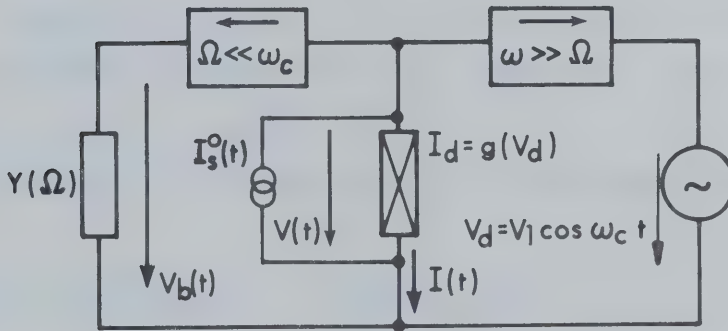 Ω<<ω_c
ω>>Ω
I_s^o(t)
I_d=g(V_d)
Y(Ω)
V(t)
V_d=V_1 cos ω_c t
~
V_b(t)
I(t)